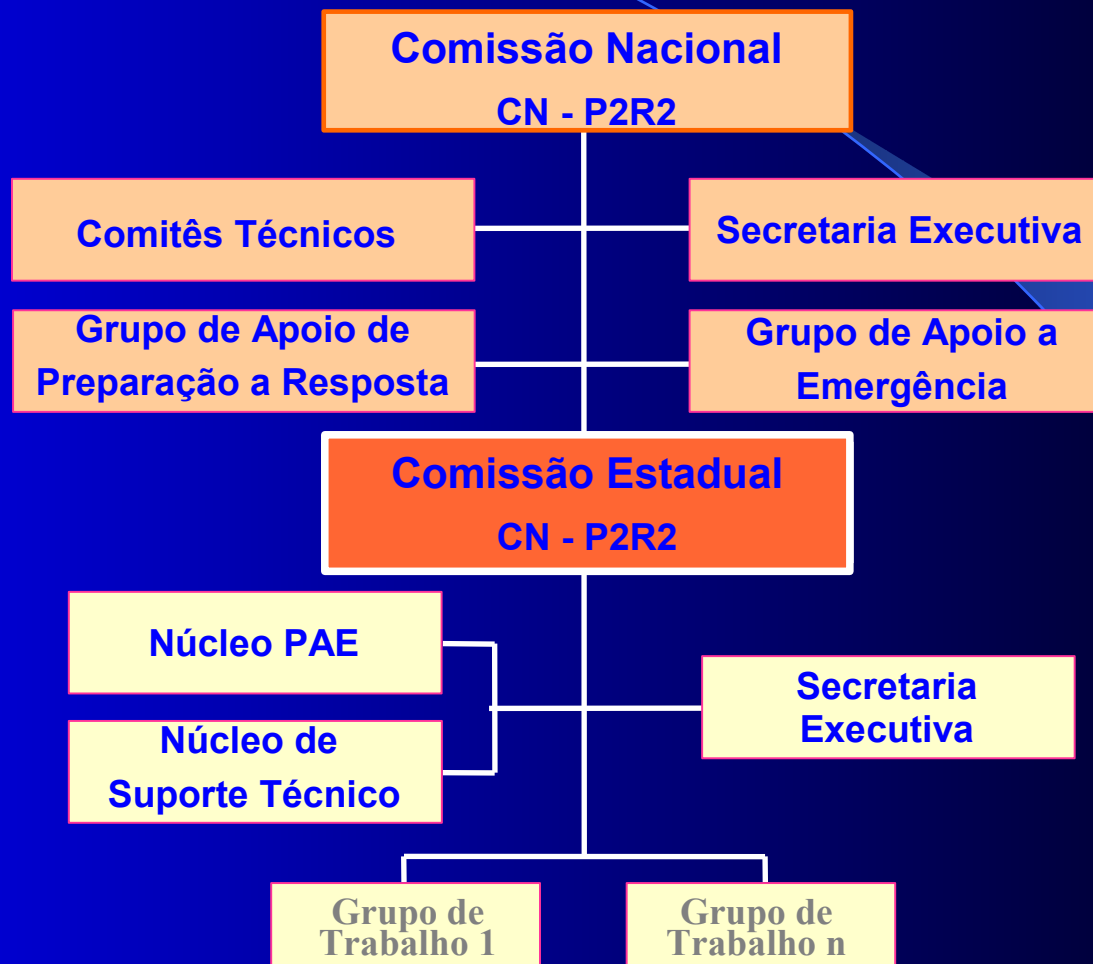 Comissão Nacional
CN - P2R2
Comitês Técnicos
Secretaria Executiva
Grupo de Apoio de
Preparação a Resposta
Grupo de Apoio a
Emergência
Comissão Estadual
CN - P2R2
Núcleo PAE
Núcleo de
Suporte Técnico
Secretaria
Executiva
Grupo de
Trabalho 1
Grupo de
Trabalho n